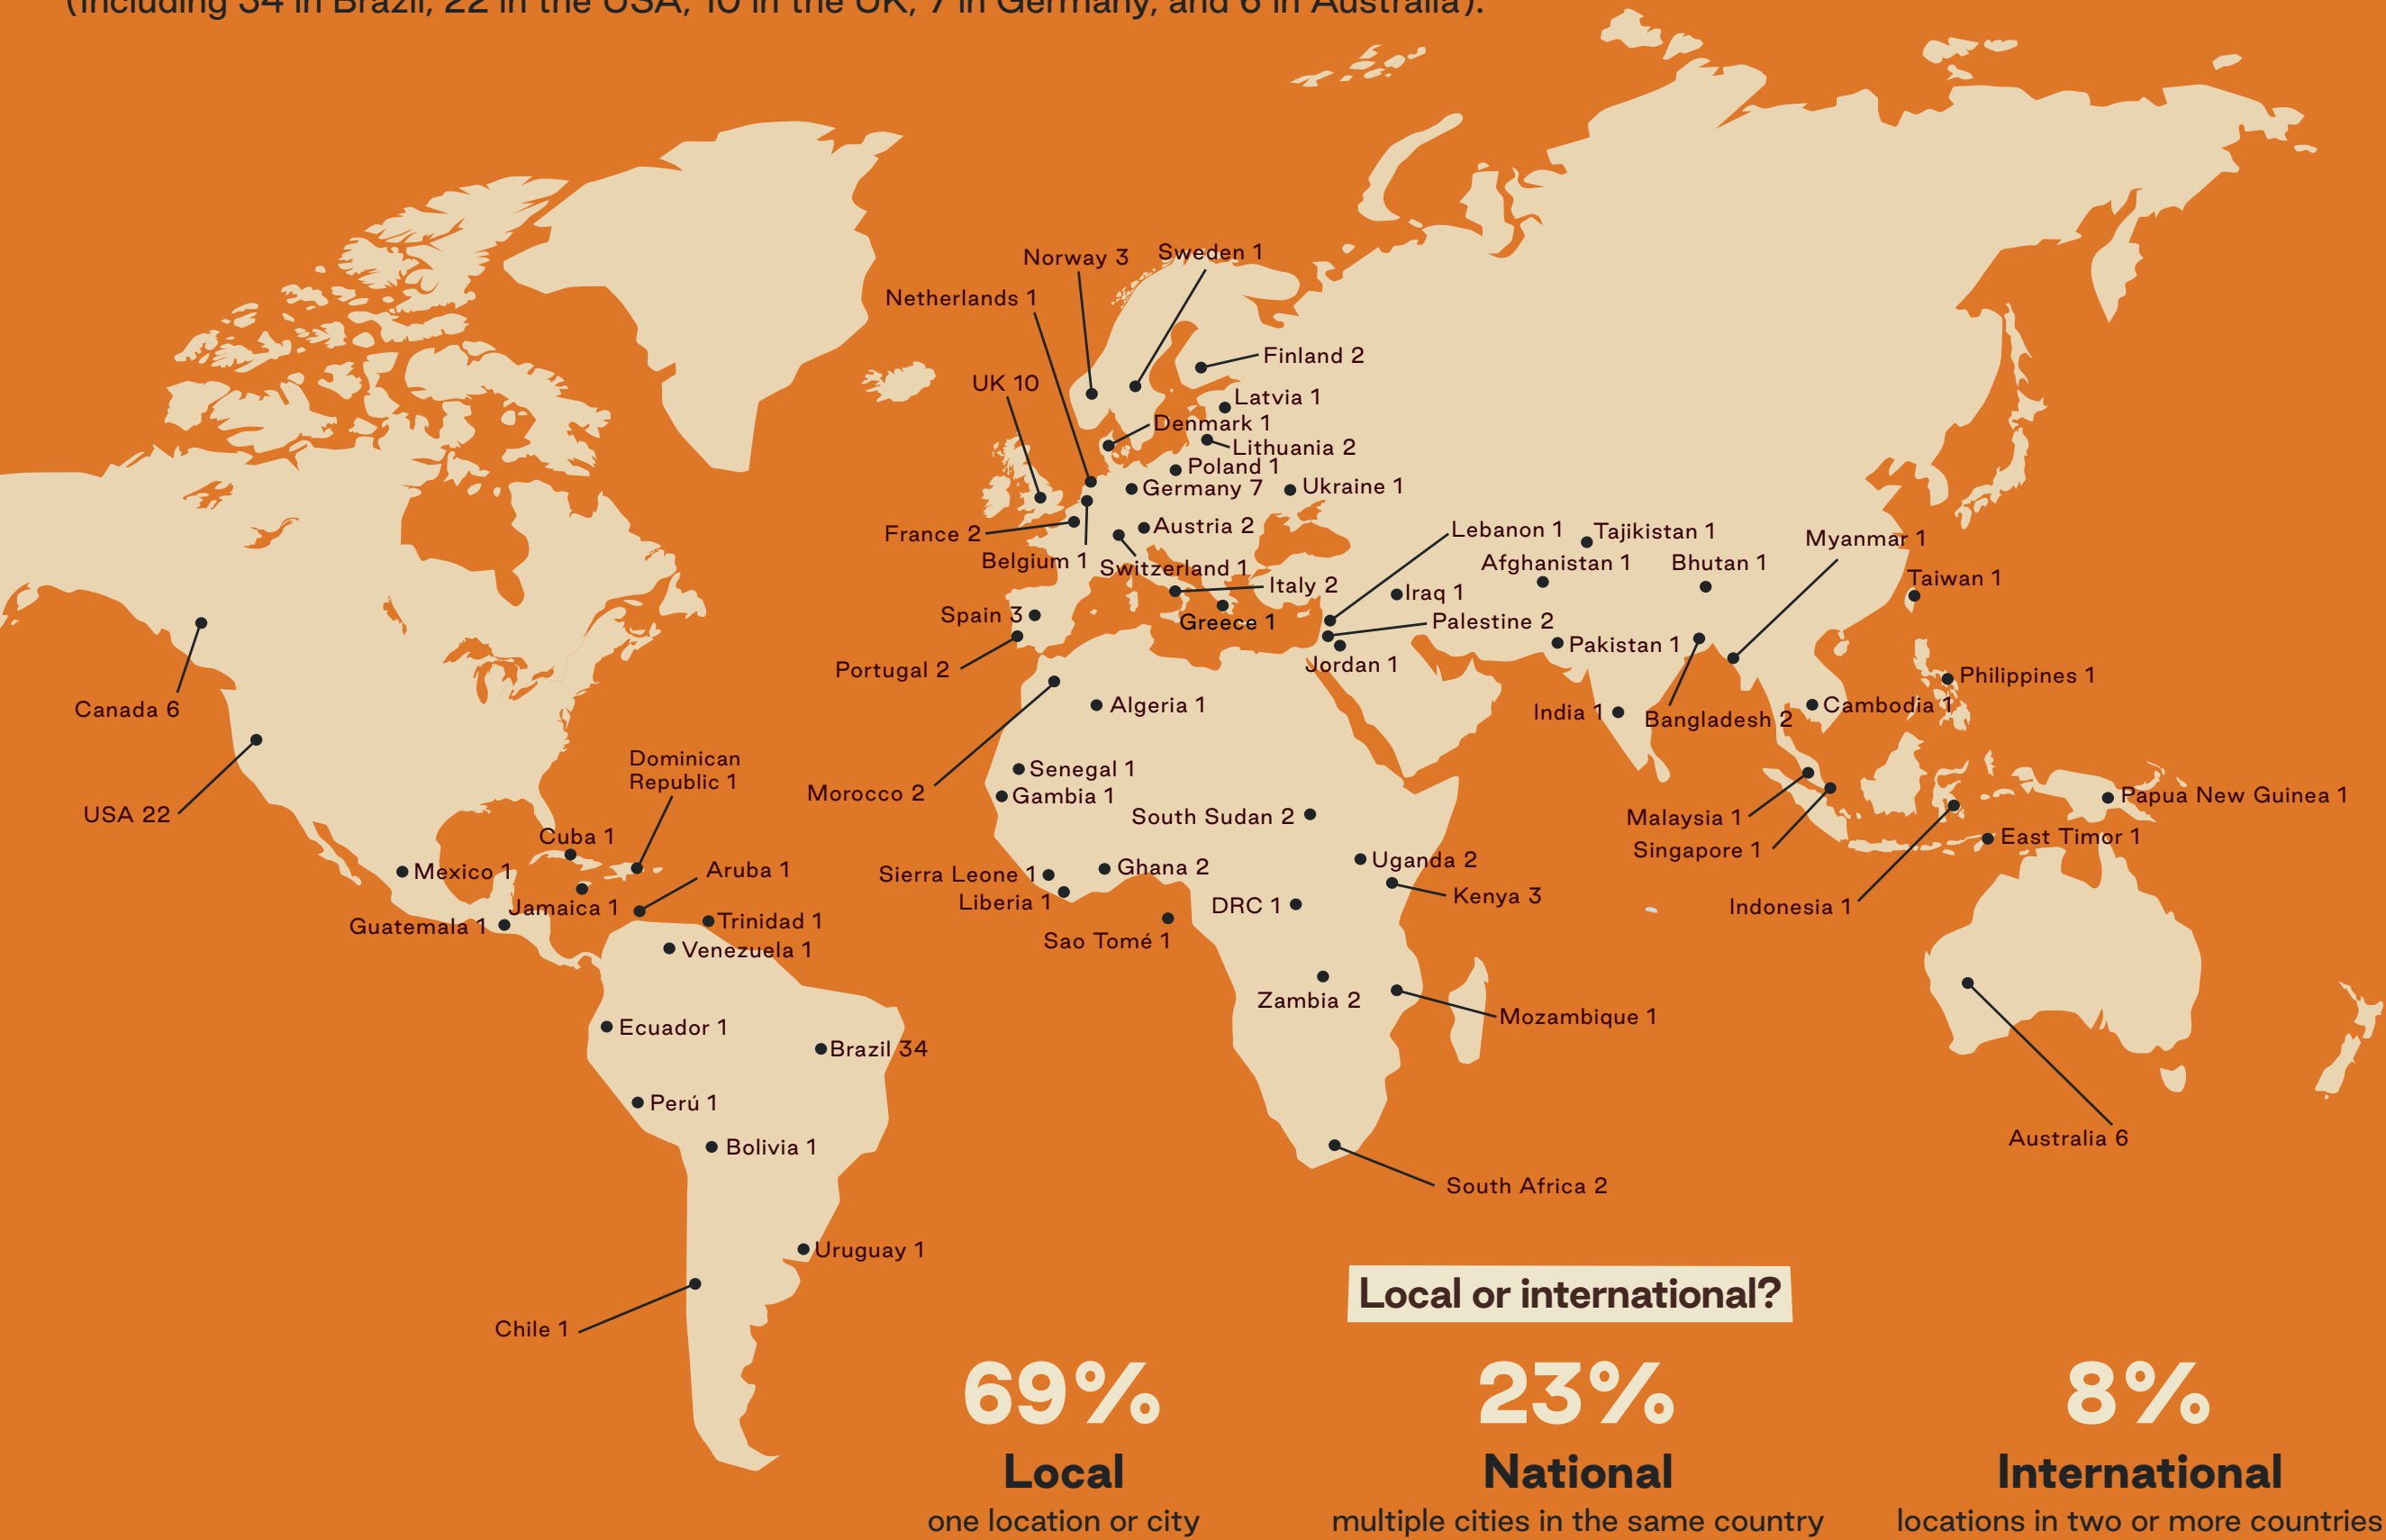 (including 34 in Brazil, 22 in the USA, 10 in the UK, 7 in Germany, and 6 in Australia).
Norway 3
Sweden 1
Netherlands 1
Finland 2
UK 10
Latvia 1
Denmark 1
Lithuania 2
Poland 1
Germany 7
Ukraine 1
France 2
Austria 2
Belgium 1
Switzerland 1
Italy 2
Spain 3
Greece 1
Portugal 2
Lebanon 1
Tajikistan 1
Myanmar 1
Afghanistan 1
Bhutan 1
Taiwan 1
Iraq 1
Palestine 2
Pakistan 1
Jordan 1
Philippines 1
Canada 6
Algeria 1
India 1
Bangladesh 2
Cambodia 1
Dominican
Republic 1
Senegal 1
Morocco 2
Gambia 1
USA 22
South Sudan 2
Malaysia 1
Papua New Guinea 1
Cuba 1
Singapore 1
East Timor 1
Mexico 1
Aruba 1
Sierra Leone 1
Ghana 2
Uganda 2
Kenya 3
Jamaica 1
Liberia 1
DRC 1
Indonesia 1
Guatemala 1
Trinidad 1
Sao Tomé 1
Venezuela 1
Zambia 2
Mozambique 1
Ecuador 1
Brazil 34
Perú 1
Bolivia 1
Australia 6
South Africa 2
Uruguay 1
Chile 1
Local or international?
69%
Local
one location or city
23%
National
multiple cities in the same country
8%
International
locations in two or more countries